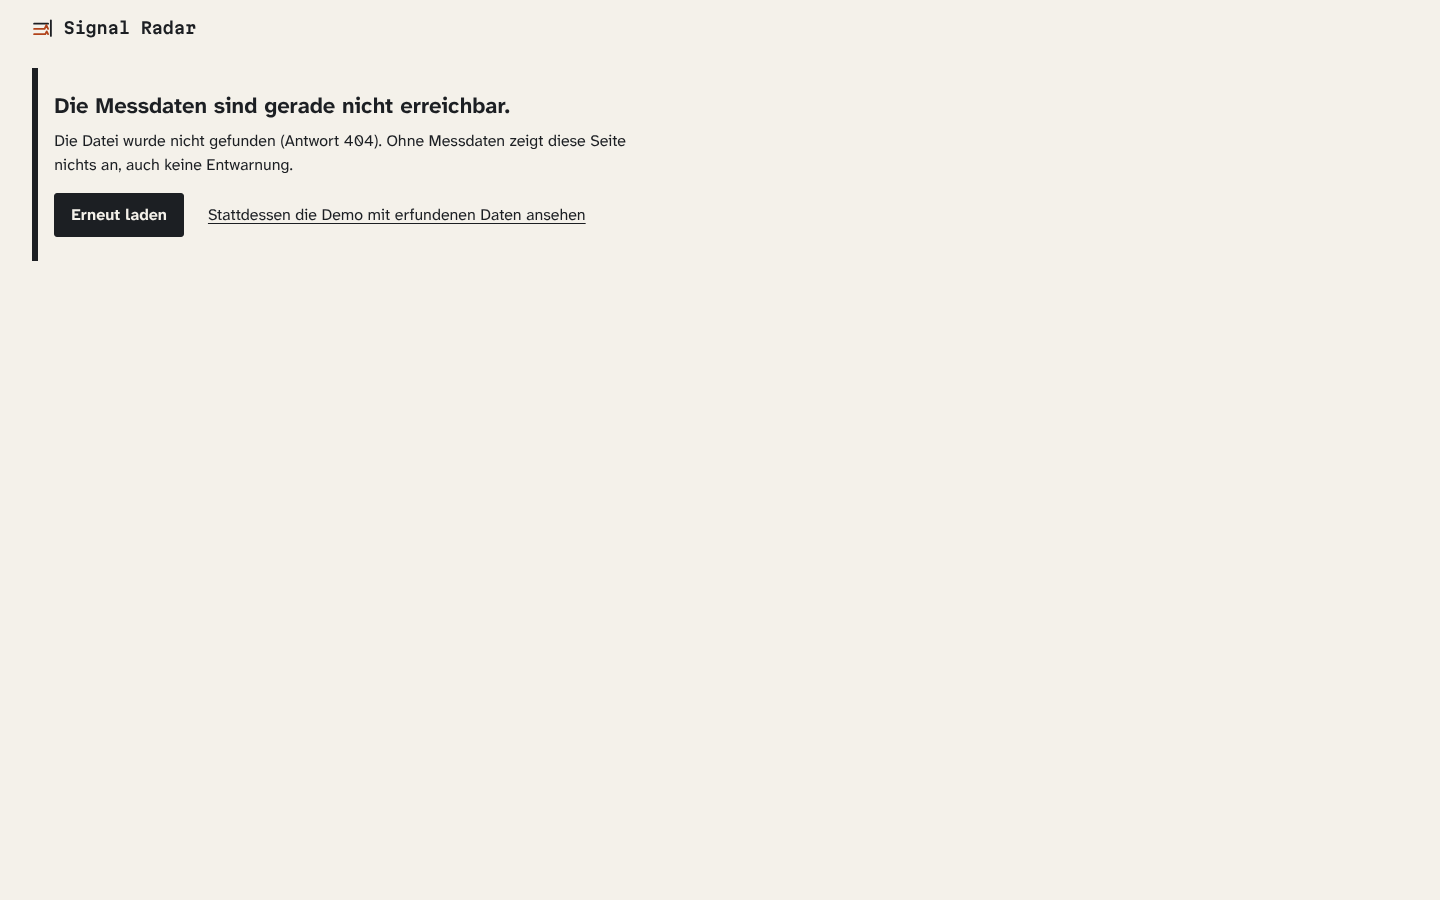 Signal Radar
Die Messdaten sind gerade nicht erreichbar.
Die Datei wurde nicht gefunden (Antwort 404). Ohne Messdaten zeigt diese Seite
nichts an, auch keine Entwarnung.
Erneut laden
Stattdessen die Demo mit erfundenen Daten ansehen